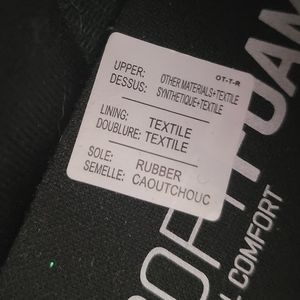 OT-T-R
UPPER: OTHER MATERIALS+TEXTILE
DESSUS: SYNTHETIQUE+TEXTILE
LINING: TEXTILE
DOUBLURE: TEXTILE
SOLE: RUBBER
SEMELLE: CAOUTCHOUC
COMFORT